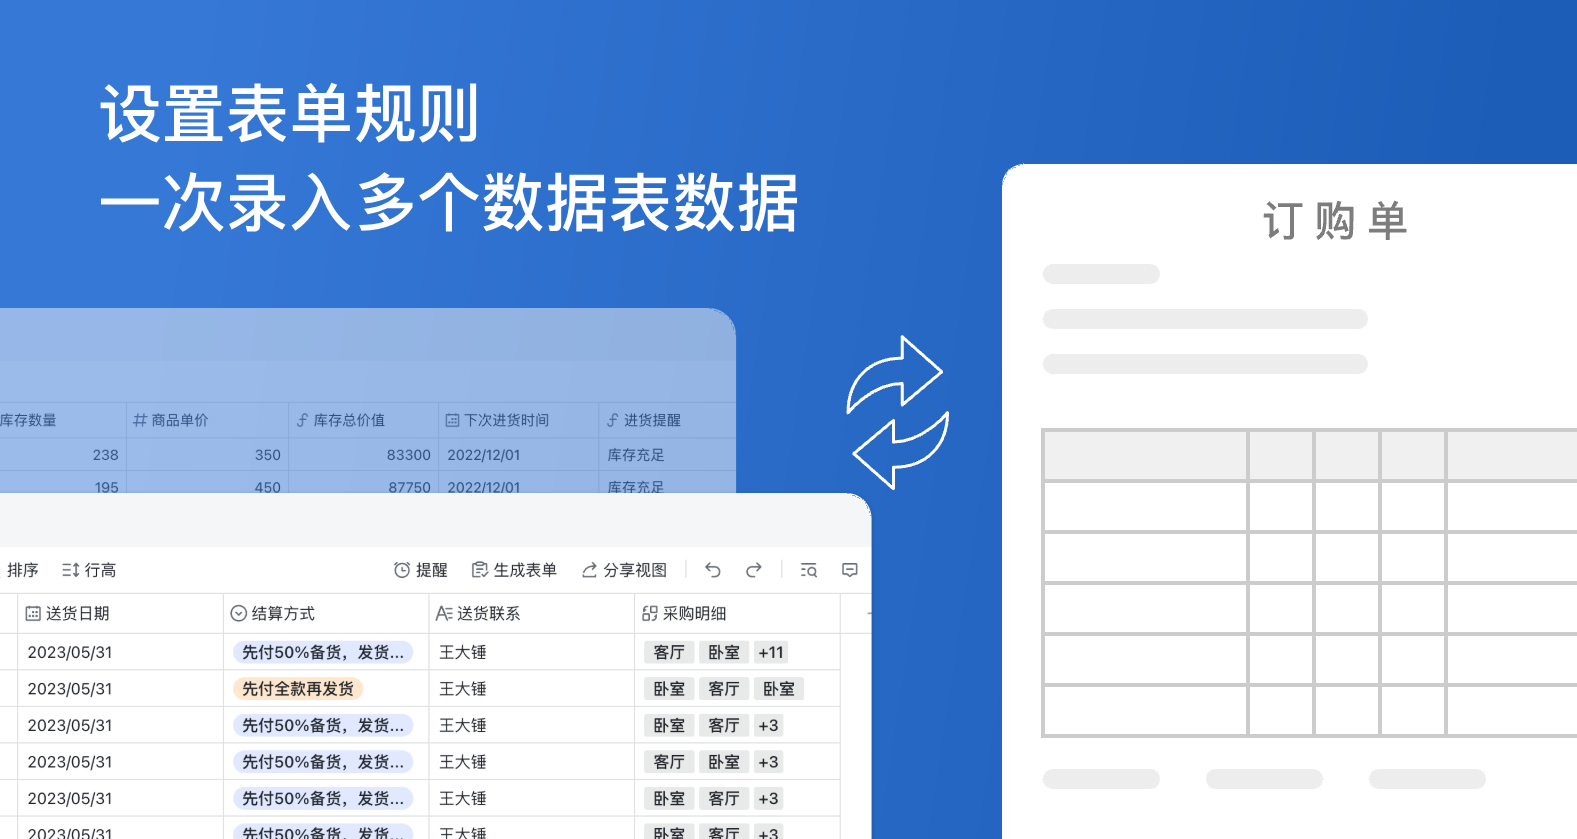 设置表单规则
一次录入多个数据表数据
订购单
库存数量 商品单价 库存总价值 下次进货时间 进货提醒
238 350 83300 2022/12/01 库存充足
195 450 87750 2022/12/01 库存充足
排序 行高 提醒 生成表单 分享视图
送货日期 结算方式 送货联系 采购明细
2023/05/31 先付50%备货，发货... 王大锤 客厅 卧室 +11
2023/05/31 先付全款再发货 王大锤 卧室 客厅 卧室
2023/05/31 先付50%备货，发货... 王大锤 卧室 客厅 +3
2023/05/31 先付50%备货，发货... 王大锤 客厅 卧室 +3
2023/05/31 先付50%备货，发货... 王大锤 卧室 客厅 +3
2023/05/31 先付50%备货，发货... 王大锤 卧室 客厅 +3